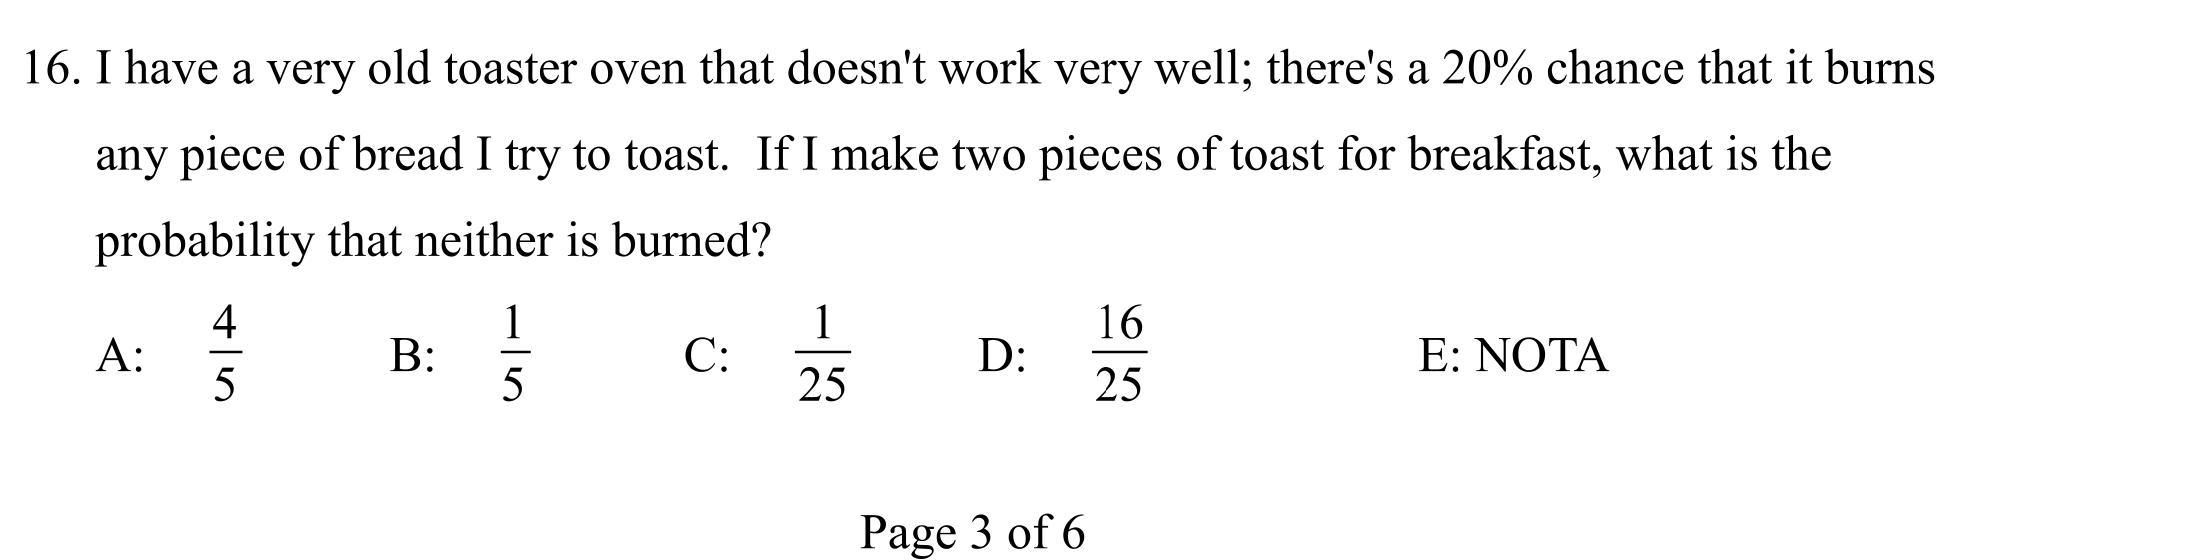 16. I have a very old toaster oven that doesn't work very well; there's a 20% chance that it burns
any piece of bread I try to toast.  If I make two pieces of toast for breakfast, what is the
probability that neither is burned?
A: 4/5 B: 1/5 C: 1/25 D: 16/25 E: NOTA
Page 3 of 6